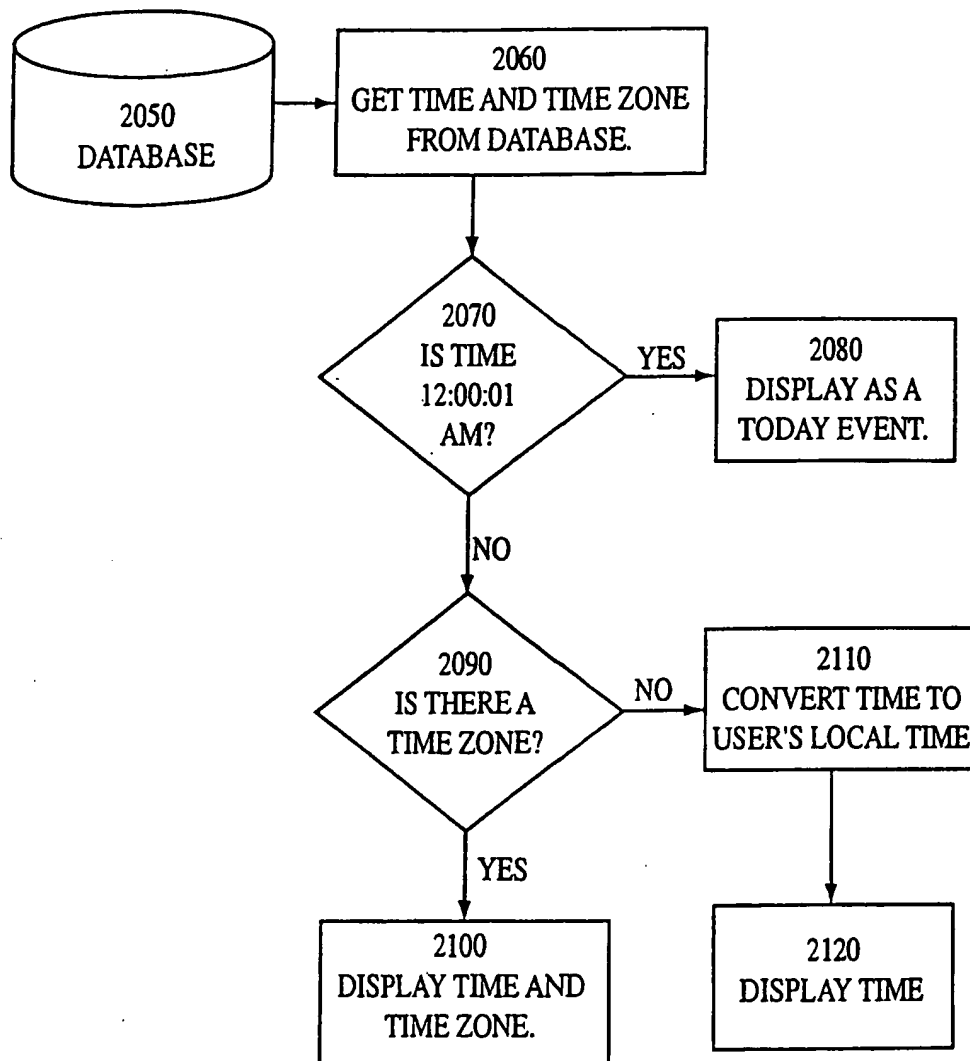 2050
DATABASE
2060
GET TIME AND TIME ZONE
FROM DATABASE.
2070
IS TIME
12:00:01
AM?
YES
2080
DISPLAY AS A
TODAY EVENT.
NO
2090
IS THERE A
TIME ZONE?
NO
2110
CONVERT TIME TO
USER'S LOCAL TIME
YES
2100
DISPLAY TIME AND
TIME ZONE.
2120
DISPLAY TIME